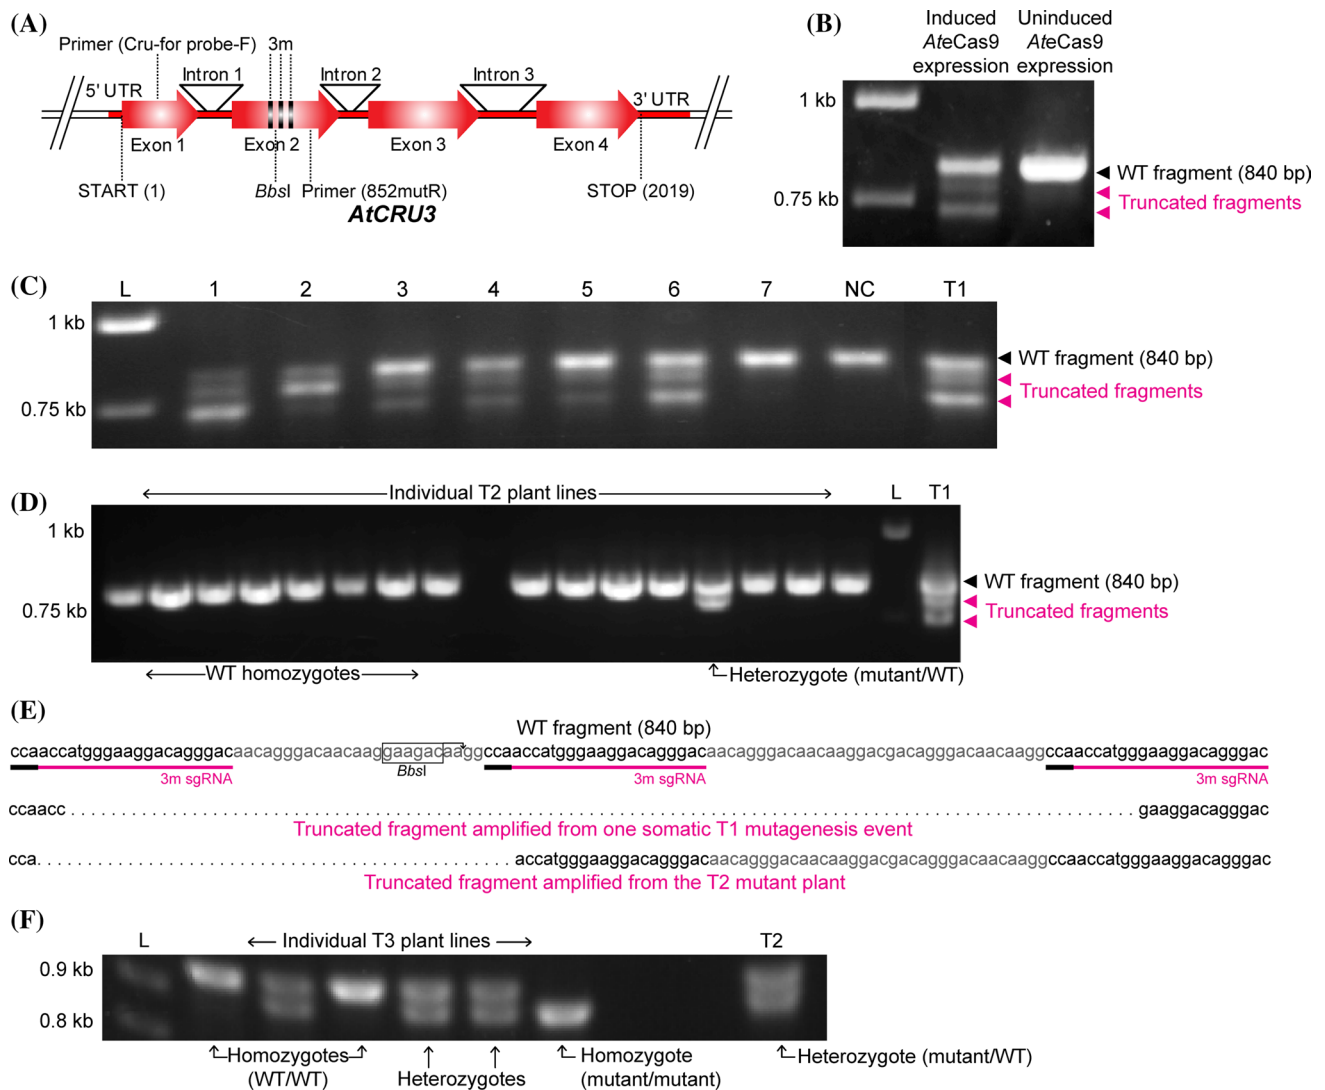 (A)
Primer (Cru-for probe-F) 3m
5' UTR Intron 1 Intron 2 Intron 3 3' UTR
Exon 1 Exon 2 Exon 3 Exon 4
START (1) BbsI Primer (852mutR) STOP (2019)
AtCRU3
(B)
Induced AteCas9 expression
Uninduced AteCas9 expression
1 kb
0.75 kb
WT fragment (840 bp)
Truncated fragments
(C)
L 1 2 3 4 5 6 7 NC T1
1 kb
0.75 kb
WT fragment (840 bp)
Truncated fragments
(D)
Individual T2 plant lines L T1
1 kb
0.75 kb
WT fragment (840 bp)
Truncated fragments
WT homozygotes Heterozygote (mutant/WT)
(E)
WT fragment (840 bp)
ccaaccatgggaaggacagggacaacagggacaacaaggaagacaaggccaaccatgggaaggacagggacaacagggacaacaaggacgacagggacaacaaggccaaccatgggaaggacagggac
3m sgRNA BbsI 3m sgRNA 3m sgRNA
ccaacc gaaggacagggac
Truncated fragment amplified from one somatic T1 mutagenesis event
cca accatgggaaggacagggacaacagggacaacaaggacgacagggacaacaaggccaaccatgggaaggacagggac
Truncated fragment amplified from the T2 mutant plant
(F)
L Individual T3 plant lines T2
0.9 kb
0.8 kb
Homozygotes (WT/WT)
Heterozygotes
Homozygote (mutant/mutant)
Heterozygote (mutant/WT)